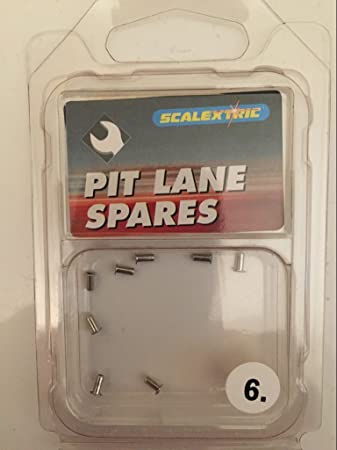 SCALEXTRIC
PIT LANE
SPARES
6.